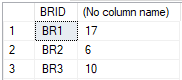 BRID (No column name)
1 BR1 17
2 BR2 6
3 BR3 10